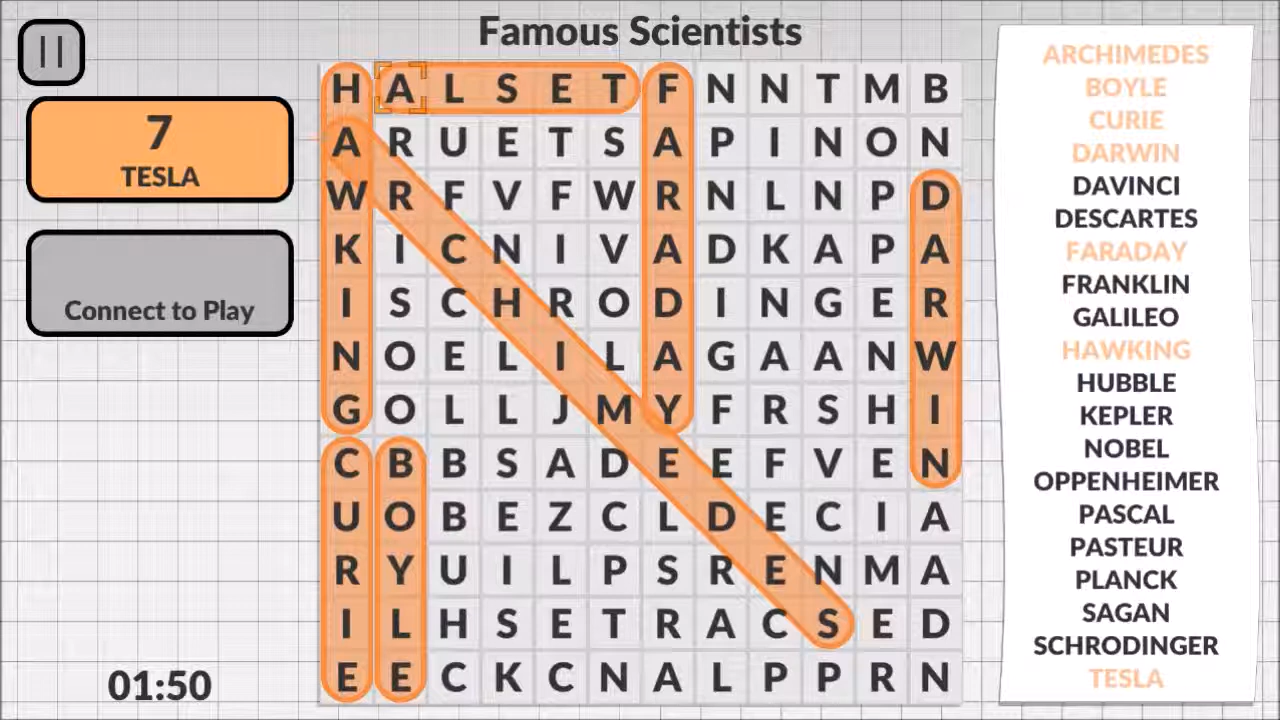 Famous Scientists
7
TESLA
Connect to Play
01:50
H A L S E T F N N T M B
A R U E T S A P I N O N
W R F V F W R N L N P D
K I C N I V A D K A P A
I S C H R O D I N G E R
N O E L I L A G A A N W
G O L L J M Y F R S H I
C B B S A D E E F V E N
U O B E Z C L D E C I A
R Y U I L P S R E N M A
I L H S E T R A C S E D
E E C K C N A L P P R N
ARCHIMEDES
BOYLE
CURIE
DARWIN
DAVINCI
DESCARTES
FARADAY
FRANKLIN
GALILEO
HAWKING
HUBBLE
KEPLER
NOBEL
OPPENHEIMER
PASCAL
PASTEUR
PLANCK
SAGAN
SCHRODINGER
TESLA